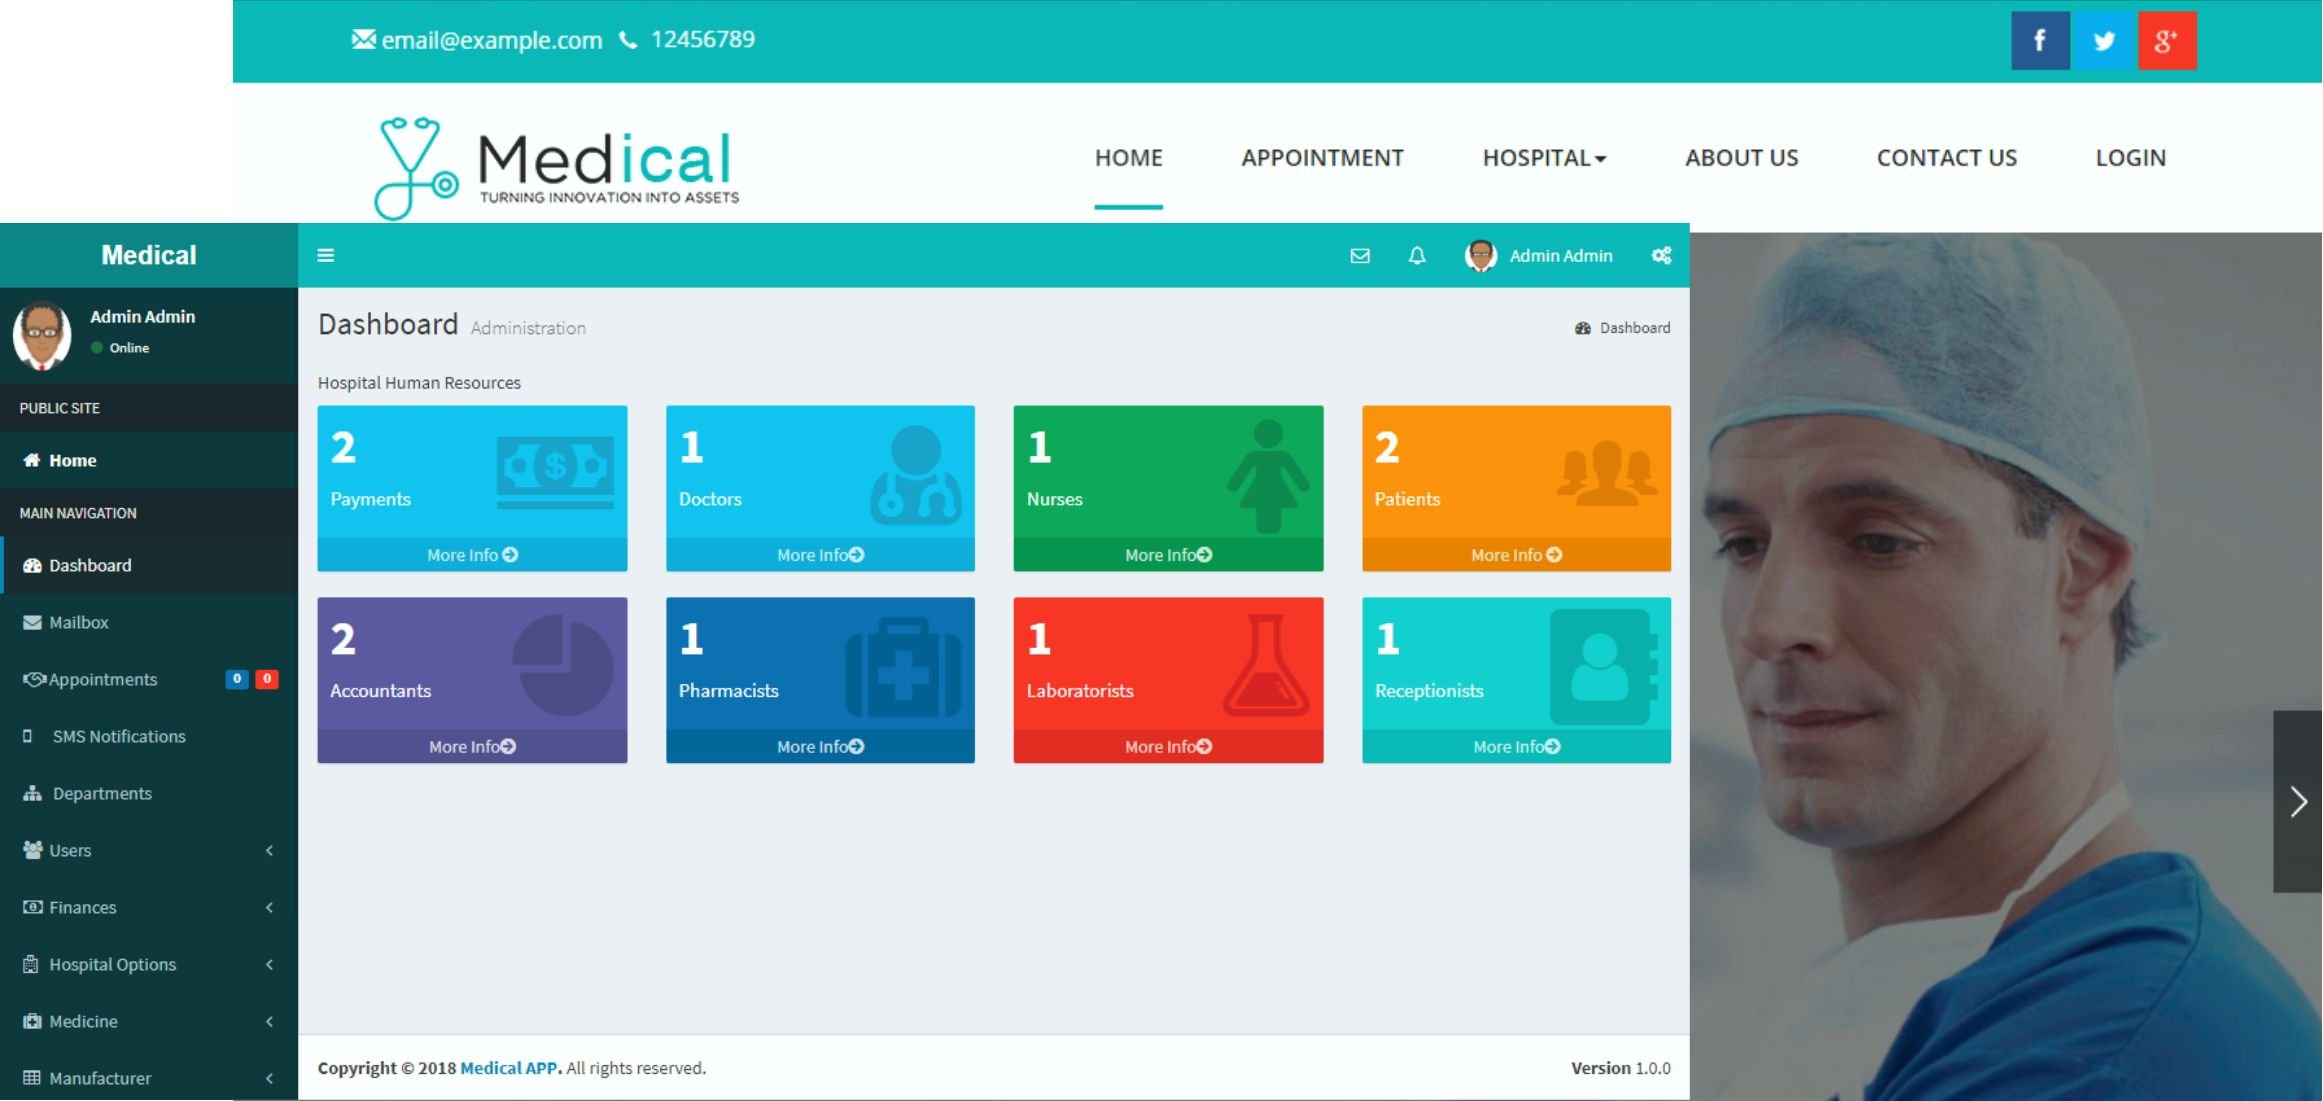 email@example.com 12456789
f g+
Medical
TURNING INNOVATION INTO ASSETS
HOME APPOINTMENT HOSPITAL ABOUT US CONTACT US LOGIN
Medical
Admin Admin
Admin Admin
Online
Dashboard Administration
Dashboard
PUBLIC SITE
Home
MAIN NAVIGATION
Dashboard
Mailbox
Appointments 0 0
SMS Notifications
Departments
Users
Finances
Hospital Options
Medicine
Manufacturer
Hospital Human Resources
2
Payments
More Info
1
Doctors
More Info
1
Nurses
More Info
2
Patients
More Info
2
Accountants
More Info
1
Pharmacists
More Info
1
Laboratorists
More Info
1
Receptionists
More Info
Copyright © 2018 Medical APP. All rights reserved.
Version 1.0.0